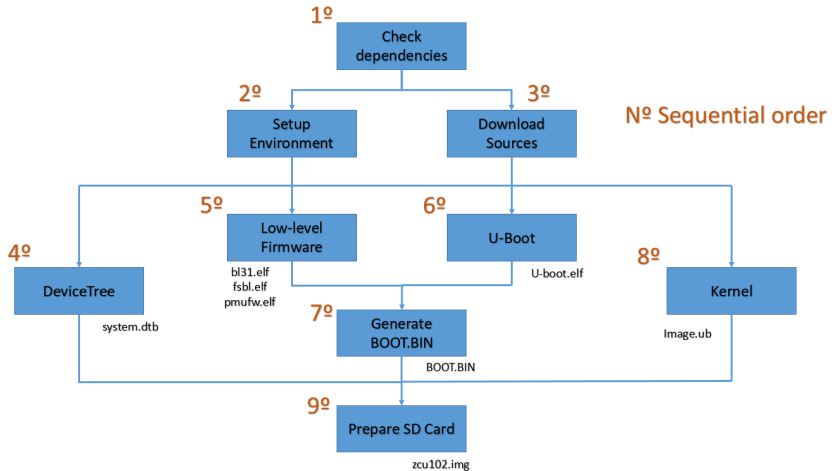 1º
Check
dependencies
2º
Setup
Environment
3º
Download
Sources
Nº Sequential order
4º
DeviceTree
system.dtb
5º
Low-level
Firmware
bl31.elf
fsbl.elf
pmufw.elf
6º
U-Boot
U-boot.elf
8º
Kernel
Image.ub
7º
Generate
BOOT.BIN
BOOT.BIN
9º
Prepare SD Card
zcu102.img